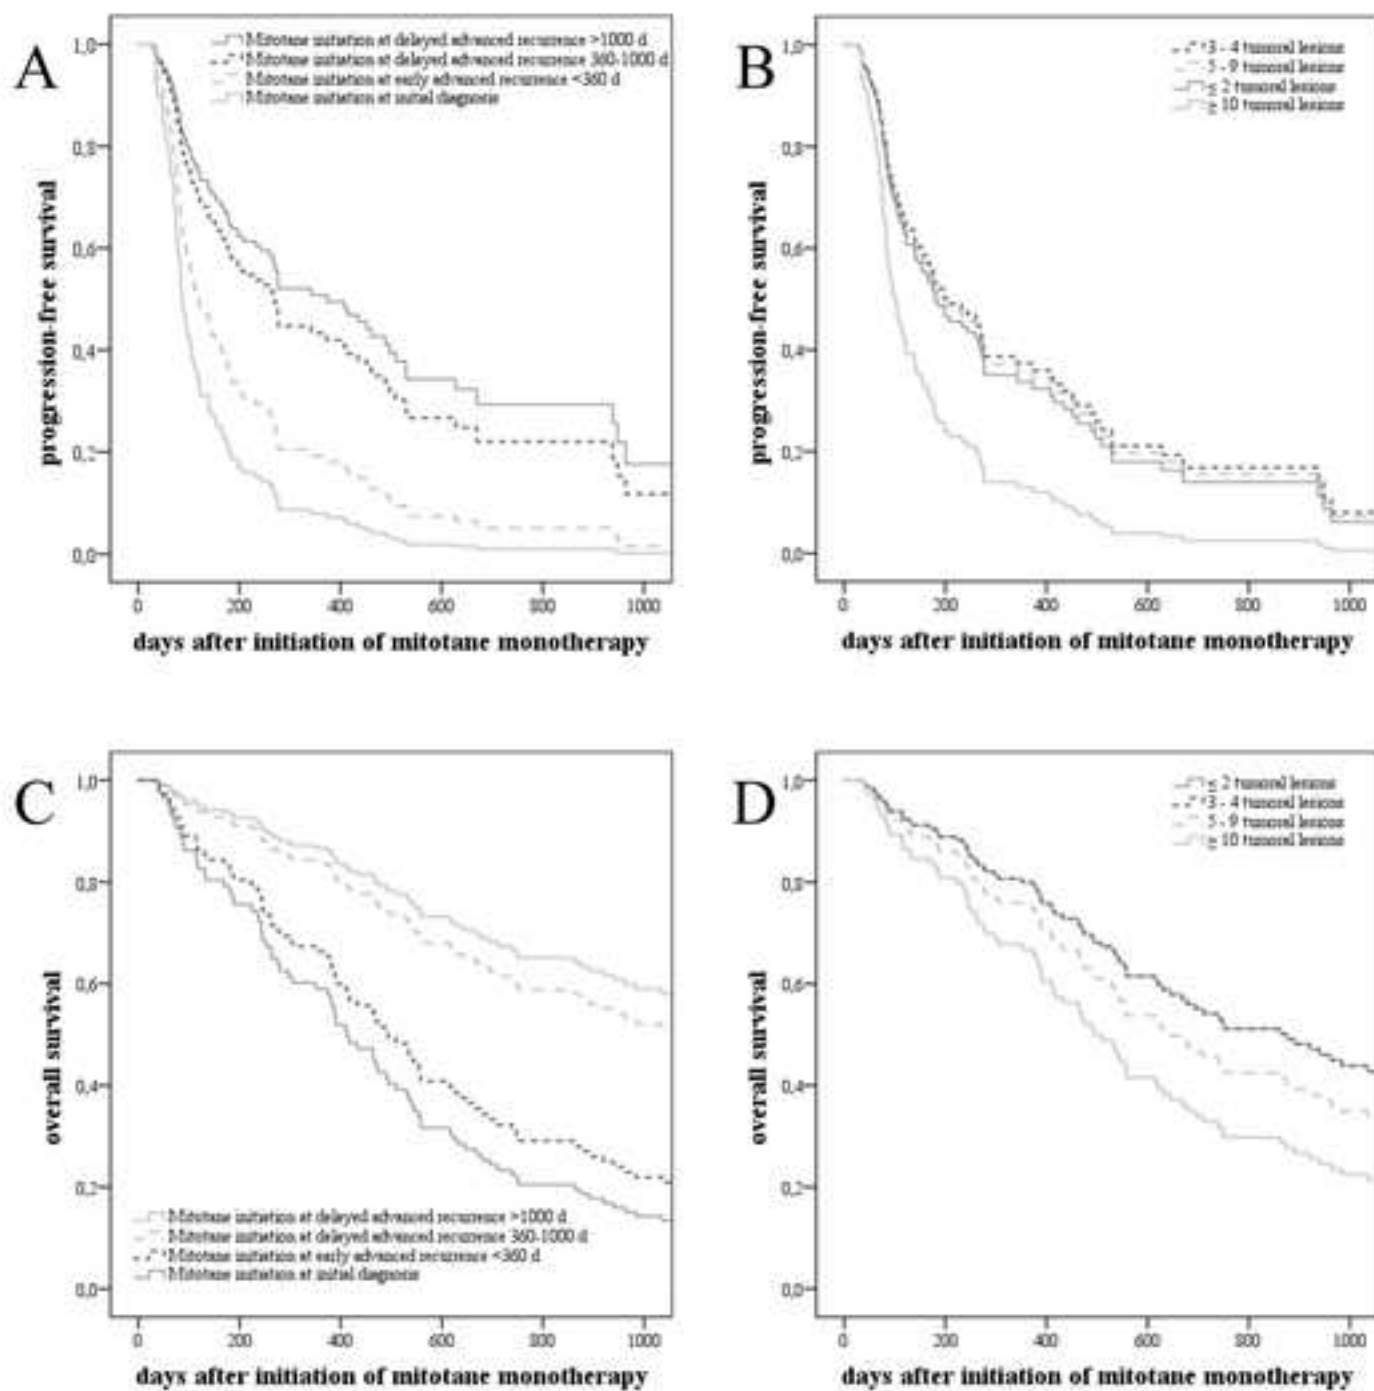 A
Mitotane initiation at delayed advanced recurrence >1000 d
Mitotane initiation at delayed advanced recurrence 360-1000 d
Mitotane initiation at early advanced recurrence <360 d
Mitotane initiation at initial diagnosis
1,0
0,8
0,6
0,4
0,2
0,0
progression-free survival
0 200 400 600 800 1000
days after initiation of mitotane monotherapy
B
3 - 4 tumoral lesions
5 - 9 tumoral lesions
≤ 2 tumoral lesions
≥ 10 tumoral lesions
1,0
0,8
0,6
0,4
0,2
0,0
progression-free survival
0 200 400 600 800 1000
days after initiation of mitotane monotherapy
C
1,0
0,8
0,6
0,4
0,2
0,0
overall survival
Mitotane initiation at delayed advanced recurrence >1000 d
Mitotane initiation at delayed advanced recurrence 360-1000 d
Mitotane initiation at early advanced recurrence <360 d
Mitotane initiation at initial diagnosis
0 200 400 600 800 1000
days after initiation of mitotane monotherapy
D
≤ 2 tumoral lesions
3 - 4 tumoral lesions
5 - 9 tumoral lesions
≥ 10 tumoral lesions
1,0
0,8
0,6
0,4
0,2
0,0
overall survival
0 200 400 600 800 1000
days after initiation of mitotane monotherapy